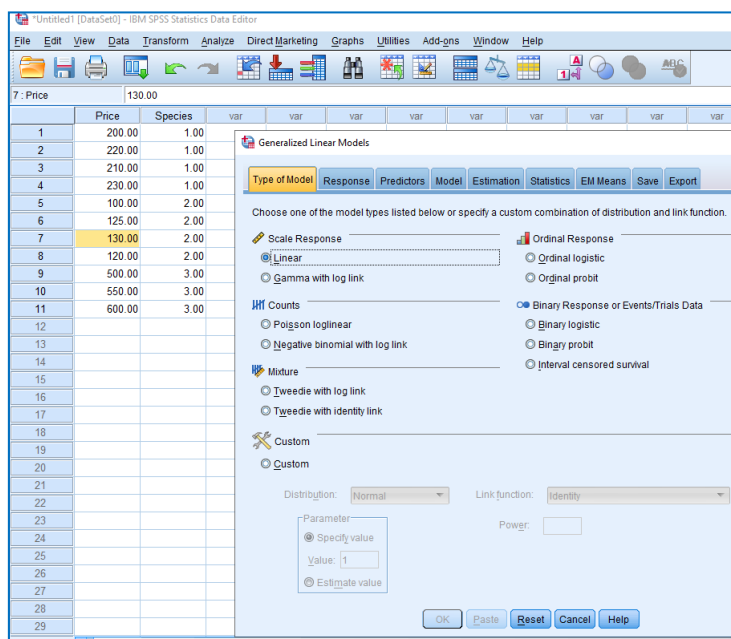 *Untitled1 [DataSet0] - IBM SPSS Statistics Data Editor
File Edit View Data Transform Analyze Direct Marketing Graphs Utilities Add-ons Window Help
7 : Price 130.00
Price Species var var var var var var var var var
1 200.00 1.00
2 220.00 1.00
3 210.00 1.00
4 230.00 1.00
5 100.00 2.00
6 125.00 2.00
7 130.00 2.00
8 120.00 2.00
9 500.00 3.00
10 550.00 3.00
11 600.00 3.00
12
13
14
15
16
17
18
19
20
21
22
23
24
25
26
27
28
29
Generalized Linear Models
Type of Model Response Predictors Model Estimation Statistics EM Means Save Export
Choose one of the model types listed below or specify a custom combination of distribution and link function.
Scale Response
Linear
Gamma with log link
Ordinal Response
Ordinal logistic
Ordinal probit
Counts
Poisson loglinear
Negative binomial with log link
Binary Response or Events/Trials Data
Binary logistic
Binary probit
Interval censored survival
Mixture
Tweedie with log link
Tweedie with identity link
Custom
Custom
Distribution: Normal Link function: Identity
Parameter
Specify value
Value: 1
Estimate value
Power:
OK Paste Reset Cancel Help